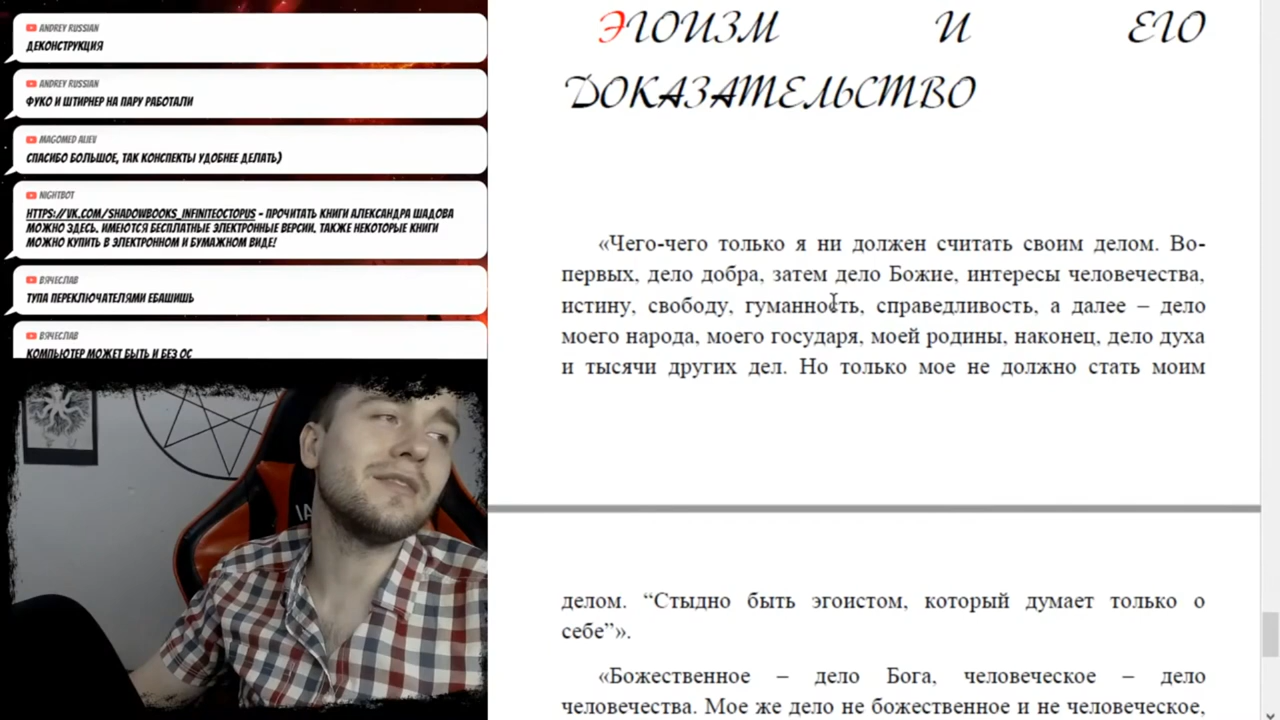 ANDREY RUSSIAN
ДЕКОНСТРУКЦИЯ
ANDREY RUSSIAN
ФУКО И ШТИРНЕР НА ПАРУ РАБОТАЛИ
MAGOMED ALIEV
СПАСИБО БОЛЬШОЕ, ТАК КОНСПЕКТЫ УДОБНЕЕ ДЕЛАТЬ)
NIGHTBOT
HTTPS://VK.COM/SHADOWBOOKS_INFINITEOCTOPUS - ПРОЧИТАТЬ КНИГИ АЛЕКСАНДРА ШАДОВА
МОЖНО ЗДЕСЬ. ИМЕЮТСЯ БЕСПЛАТНЫЕ ЭЛЕКТРОННЫЕ ВЕРСИИ. ТАКЖЕ НЕКОТОРЫЕ КНИГИ
МОЖНО КУПИТЬ В ЭЛЕКТРОННОМ И БУМАЖНОМ ВИДЕ!
ВЯЧЕСЛАВ
ТУПА ПЕРЕКЛЮЧАТЕЛЯМИ ЕБАШИШЬ
ВЯЧЕСЛАВ
КОМПЬЮТЕР МОЖЕТ БЫТЬ И БЕЗ ОС
ЭГОИЗМ И ЕГО
ДОКАЗАТЕЛЬСТВО
«Чего-чего только я ни должен считать своим делом. Во-
первых, дело добра, затем дело Божие, интересы человечества,
истину, свободу, гуманность, справедливость, а далее – дело
моего народа, моего государя, моей родины, наконец, дело духа
и тысячи других дел. Но только мое не должно стать моим
делом. “Стыдно быть эгоистом, который думает только о
себе”».
«Божественное – дело Бога, человеческое – дело
человечества. Мое же дело не божественное и не человеческое,